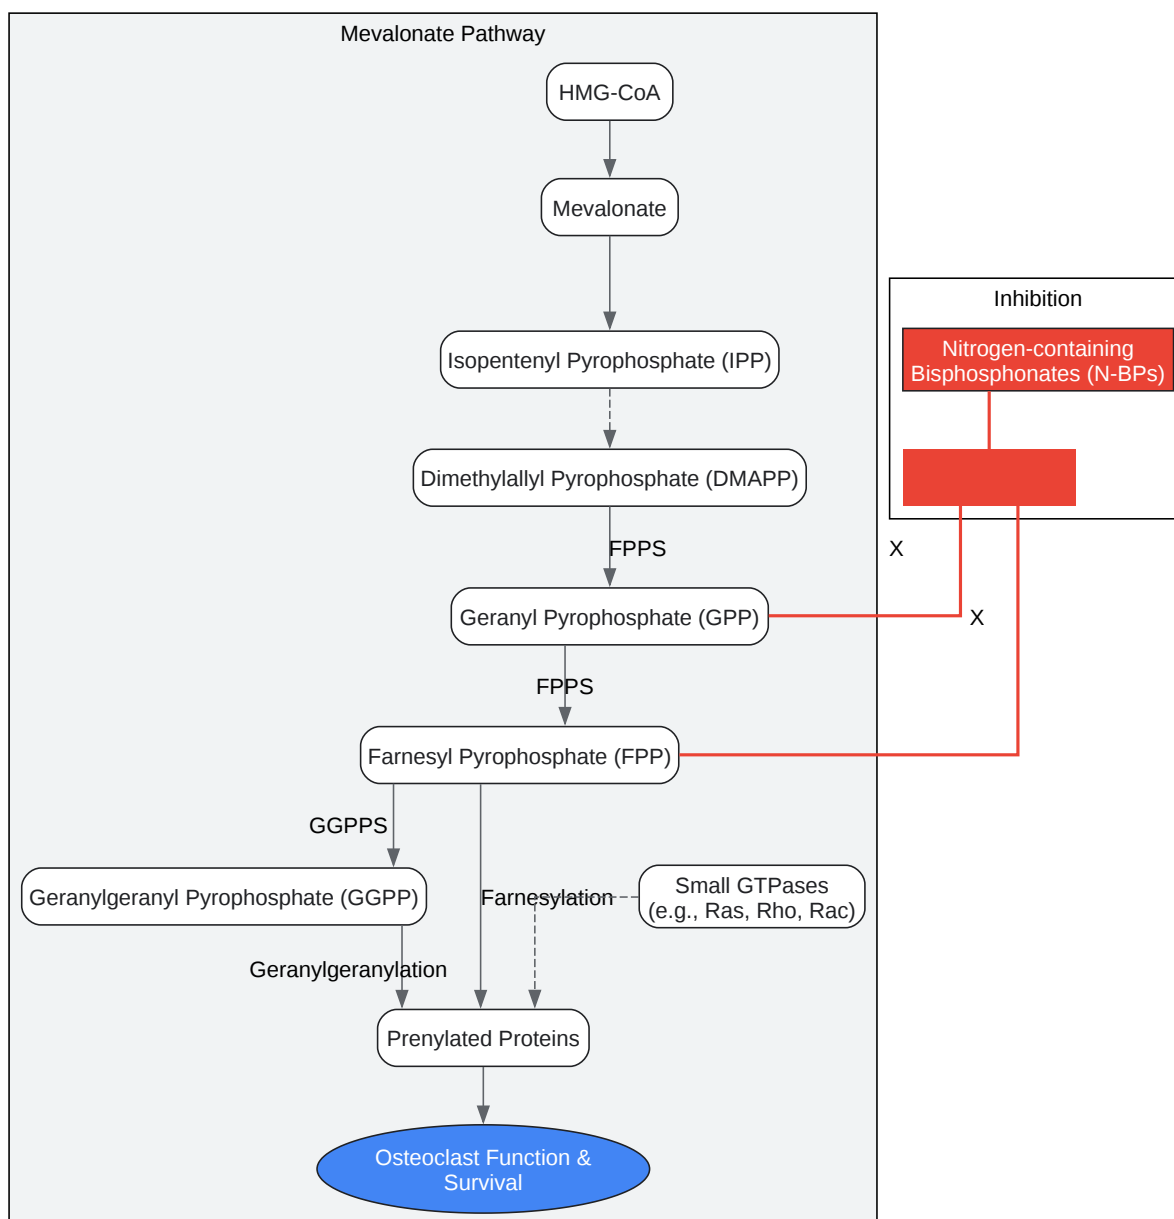 Mevalonate Pathway
HMG-CoA
Mevalonate
Inhibition
Nitrogen-containing
Bisphosphonates (N-BPs)
Isopentenyl Pyrophosphate (IPP)
Dimethylallyl Pyrophosphate (DMAPP)
FPPS
X
Geranyl Pyrophosphate (GPP)
X
FPPS
Farnesyl Pyrophosphate (FPP)
GGPPS
Geranylgeranyl Pyrophosphate (GGPP)
Farnesylation
Small GTPases
(e.g., Ras, Rho, Rac)
Geranylgeranylation
Prenylated Proteins
Osteoclast Function &
Survival